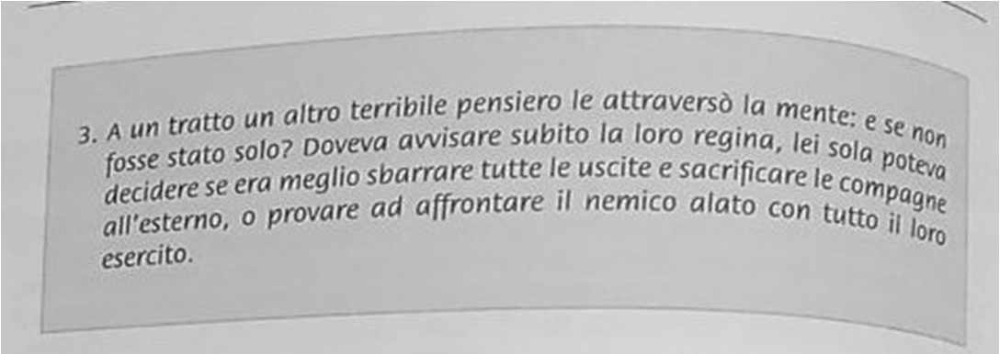 3. A un tratto un altro terribile pensiero le attraversò la mente: e se non
fosse stato solo? Doveva avvisare subito la loro regina, lei sola poteva
decidere se era meglio sbarrare tutte le uscite e sacrificare le compagne
all'esterno, o provare ad affrontare il nemico alato con tutto il loro
esercito.